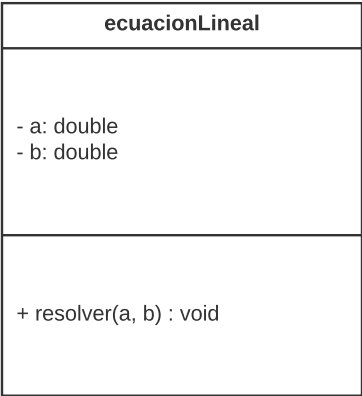 ecuacionLineal
- a: double
- b: double
+ resolver(a, b) : void